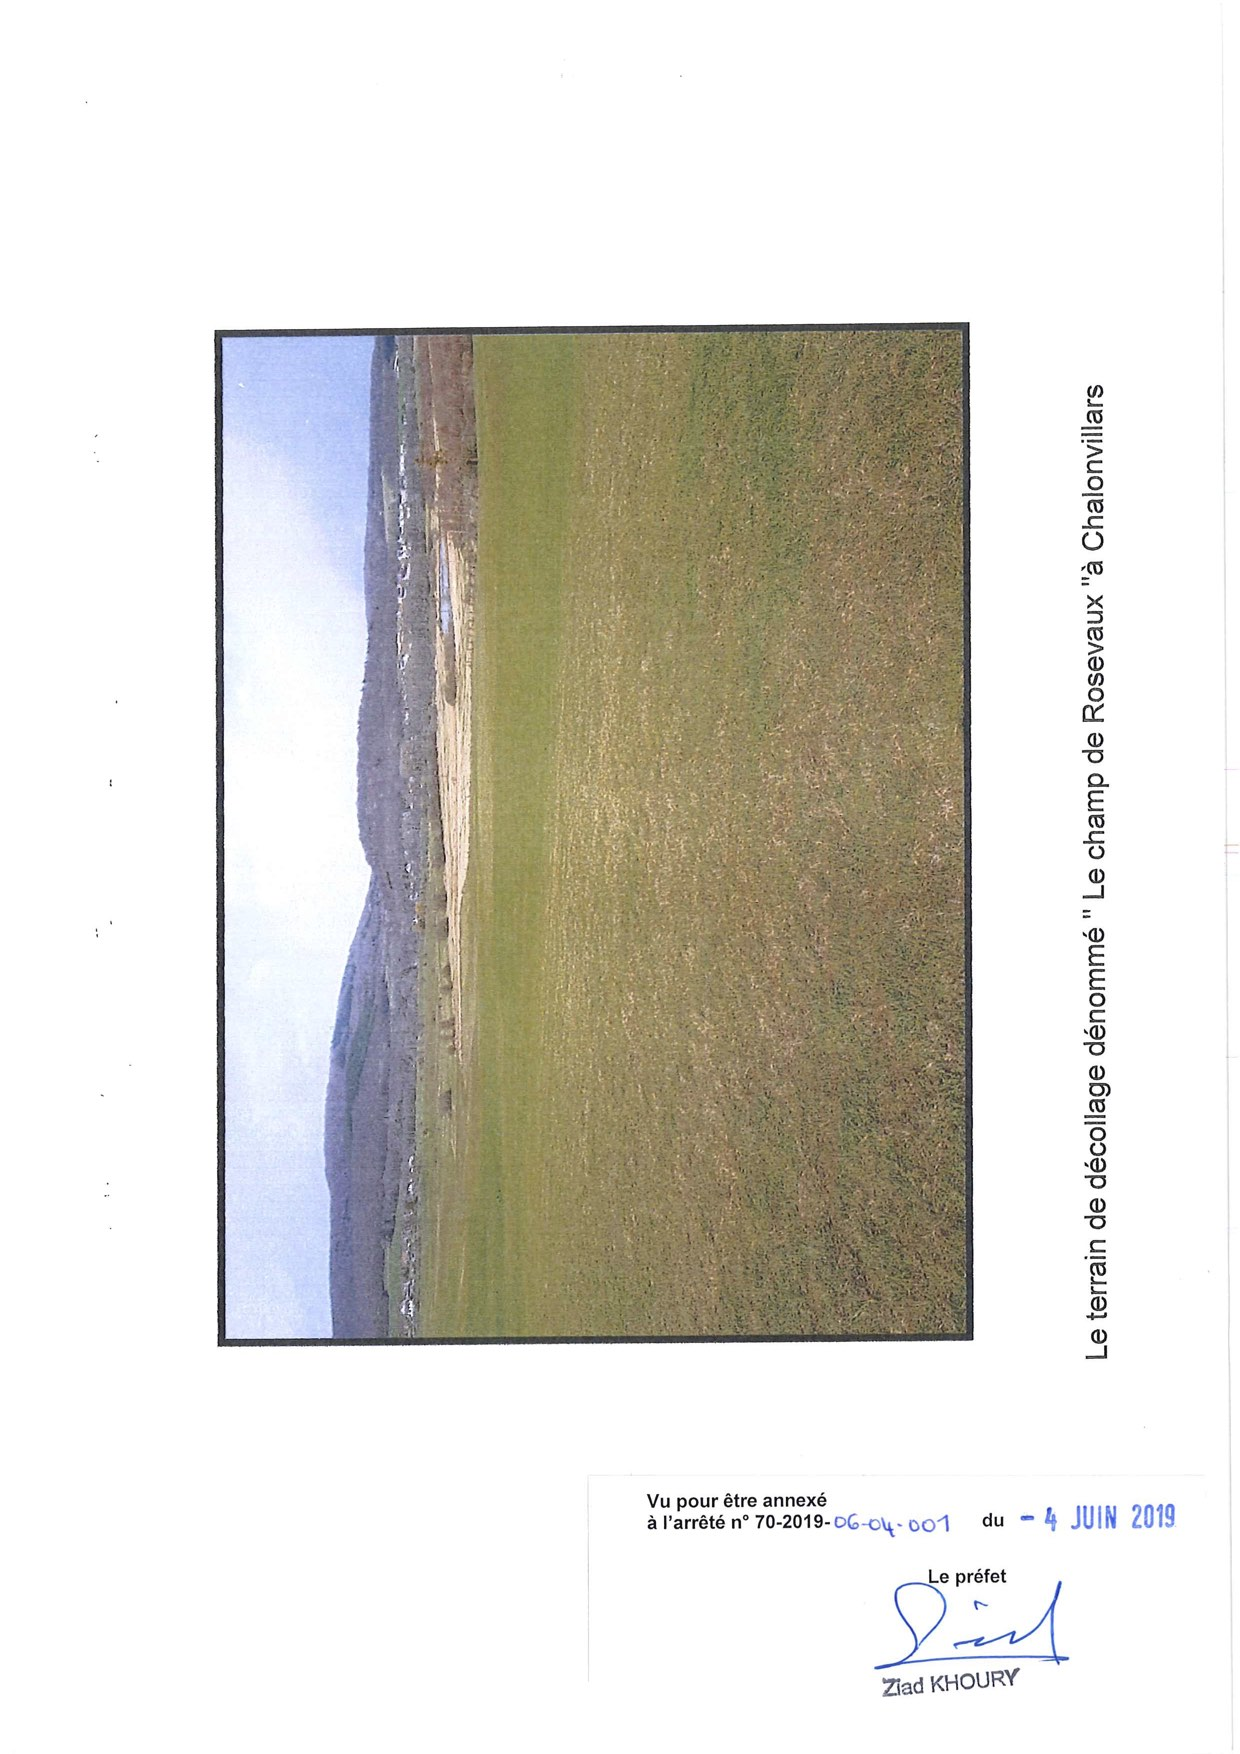 Le terrain de décollage dénommé " Le champ de Rosevaux "à Chalonvillars
Vu pour être annexé
à l'arrêté n° 70-2019-06-04-001 du - 4 JUIN 2019
Le préfet
Ziad KHOURY